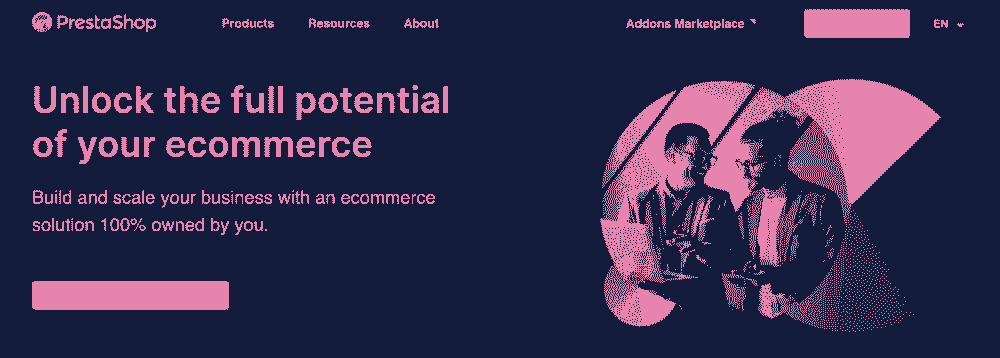 PrestaShop
Products
Resources
About
Addons Marketplace
EN
Unlock the full potential
of your ecommerce
Build and scale your business with an ecommerce
solution 100% owned by you.